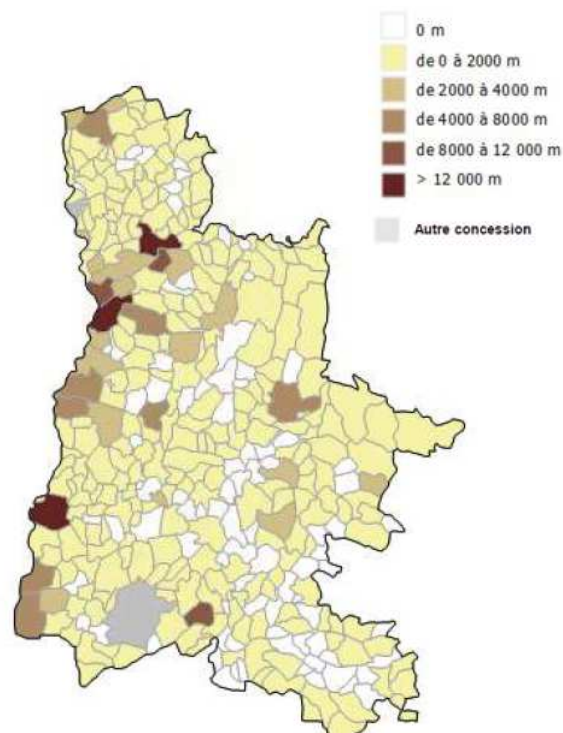 0 m
de 0 à 2000 m
de 2000 à 4000 m
de 4000 à 8000 m
de 8000 à 12 000 m
> 12 000 m
Autre concession